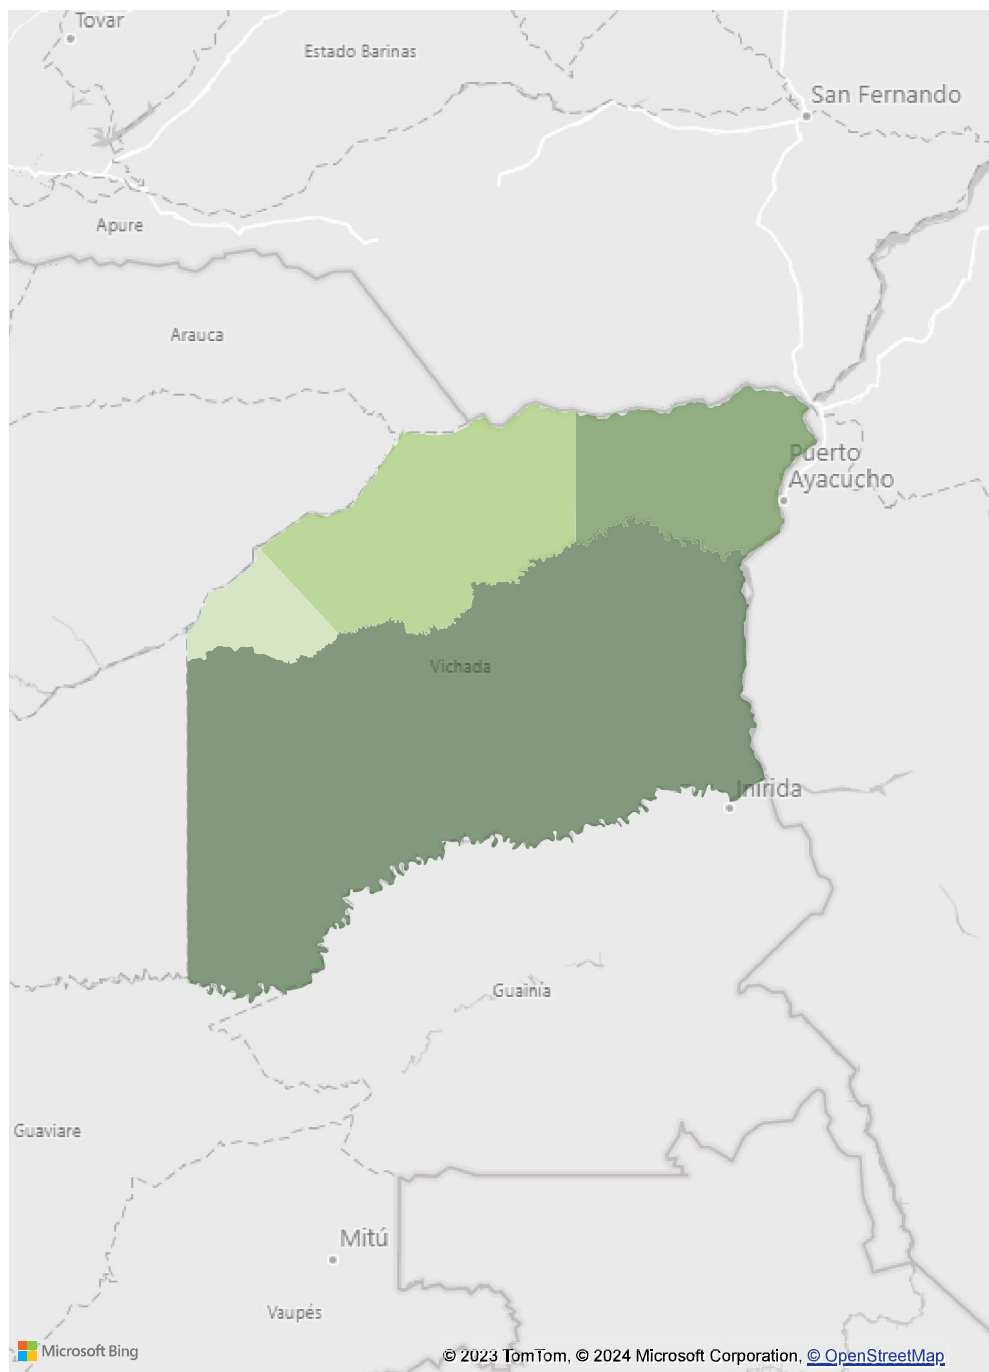 Tovar
Estado Barinas
San Fernando
Apure
Arauca
Puerto
Ayacucho
Vichada
Inírida
Guainía
Guaviare
Mitú
Vaupés
Microsoft Bing
© 2023 TomTom, © 2024 Microsoft Corporation, © OpenStreetMap